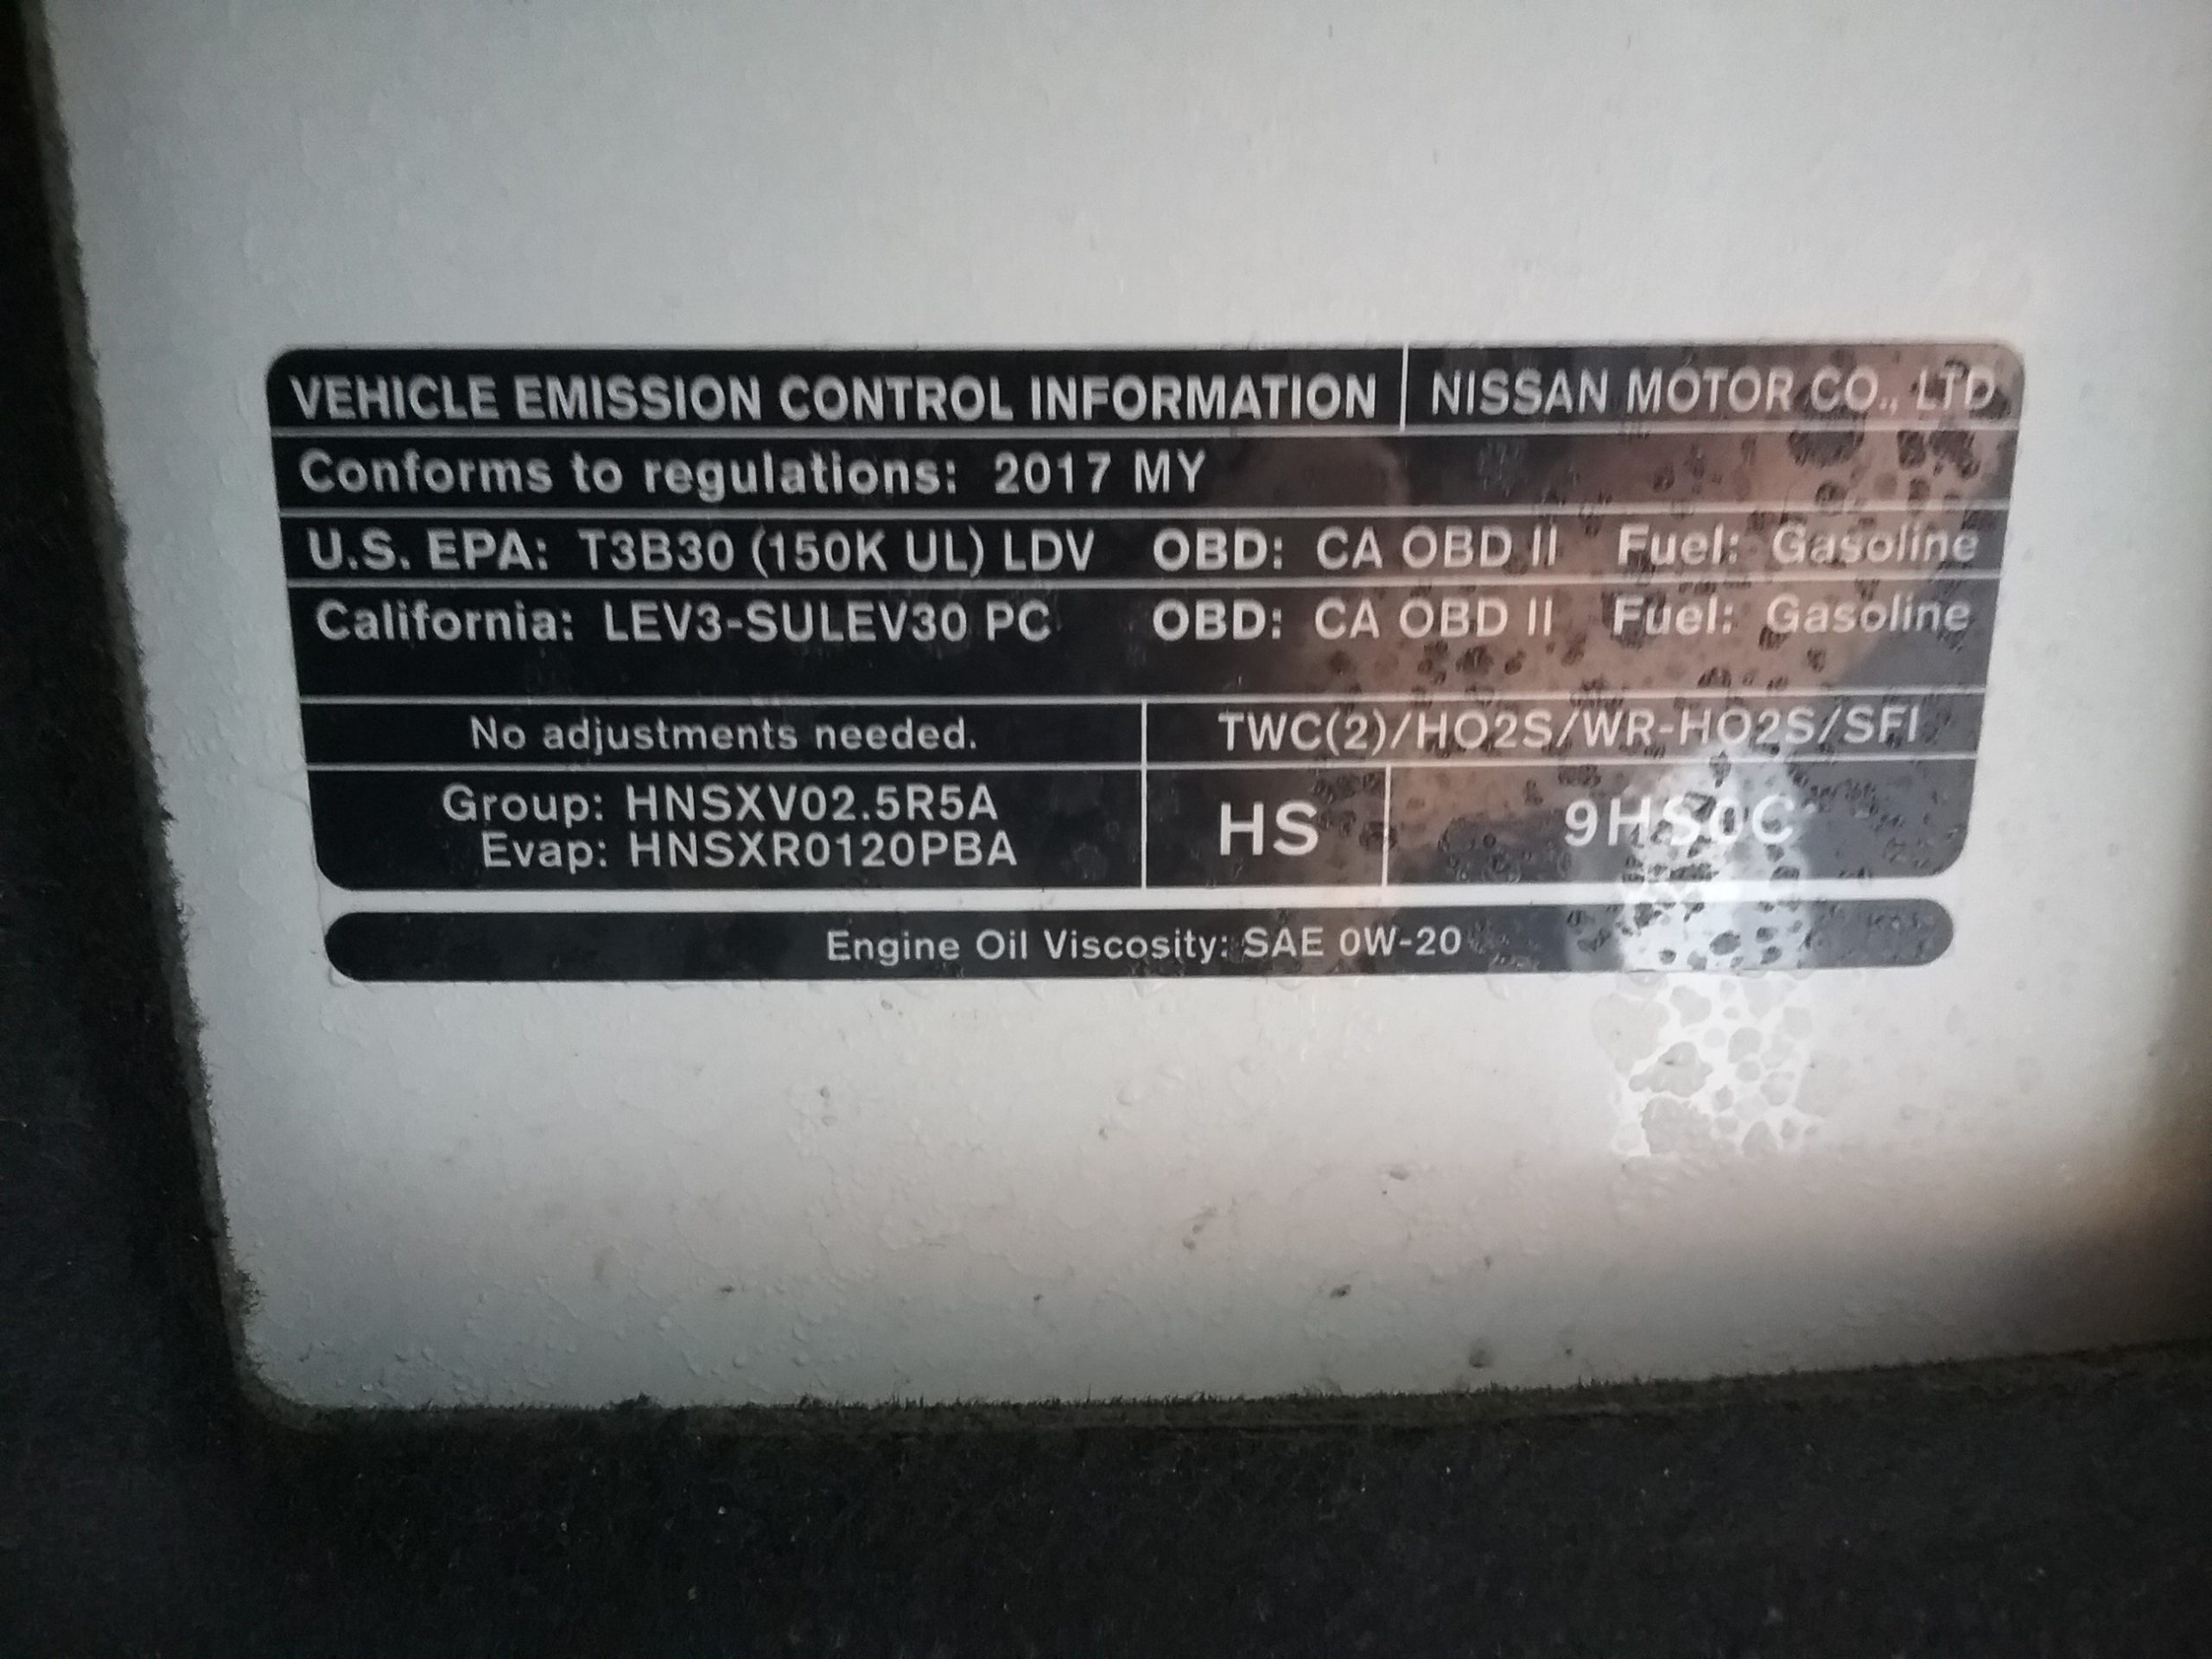 VEHICLE EMISSION CONTROL INFORMATION NISSAN MOTOR CO., LTD.
Conforms to regulations: 2017 MY
U.S. EPA: T3B30 (150K UL) LDV OBD: CA OBD II Fuel: Gasoline
California: LEV3-SULEV30 PC OBD: CA OBD II Fuel: Gasoline
No adjustments needed. TWC(2)/HO2S/WR-HO2S/SFI
Group: HNSXV02.5R5A
Evap: HNSXR0120PBA
HS 9HS0C
Engine Oil Viscosity: SAE 0W-20